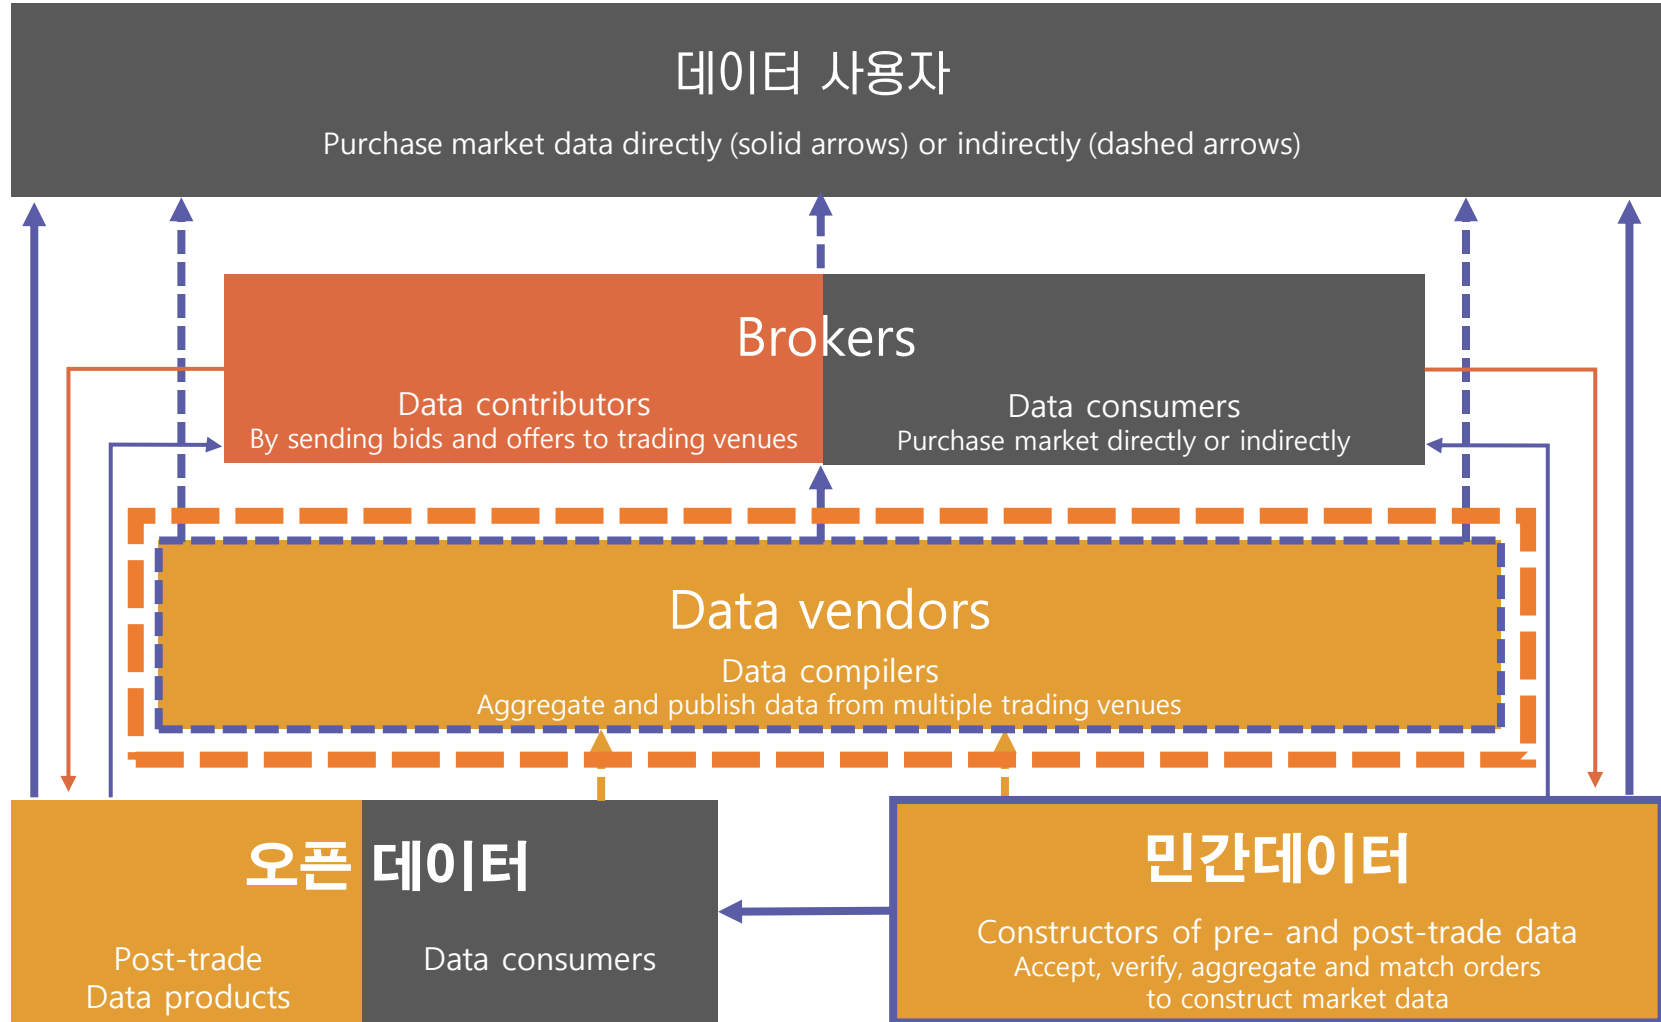 데이터 사용자
Purchase market data directly (solid arrows) or indirectly (dashed arrows)
Brokers
Data contributors
By sending bids and offers to trading venues
Data consumers
Purchase market directly or indirectly
Data vendors
Data compilers
Aggregate and publish data from multiple trading venues
오픈 데이터
Post-trade
Data products
Data consumers
민간데이터
Constructors of pre- and post-trade data
Accept, verify, aggregate and match orders
to construct market data